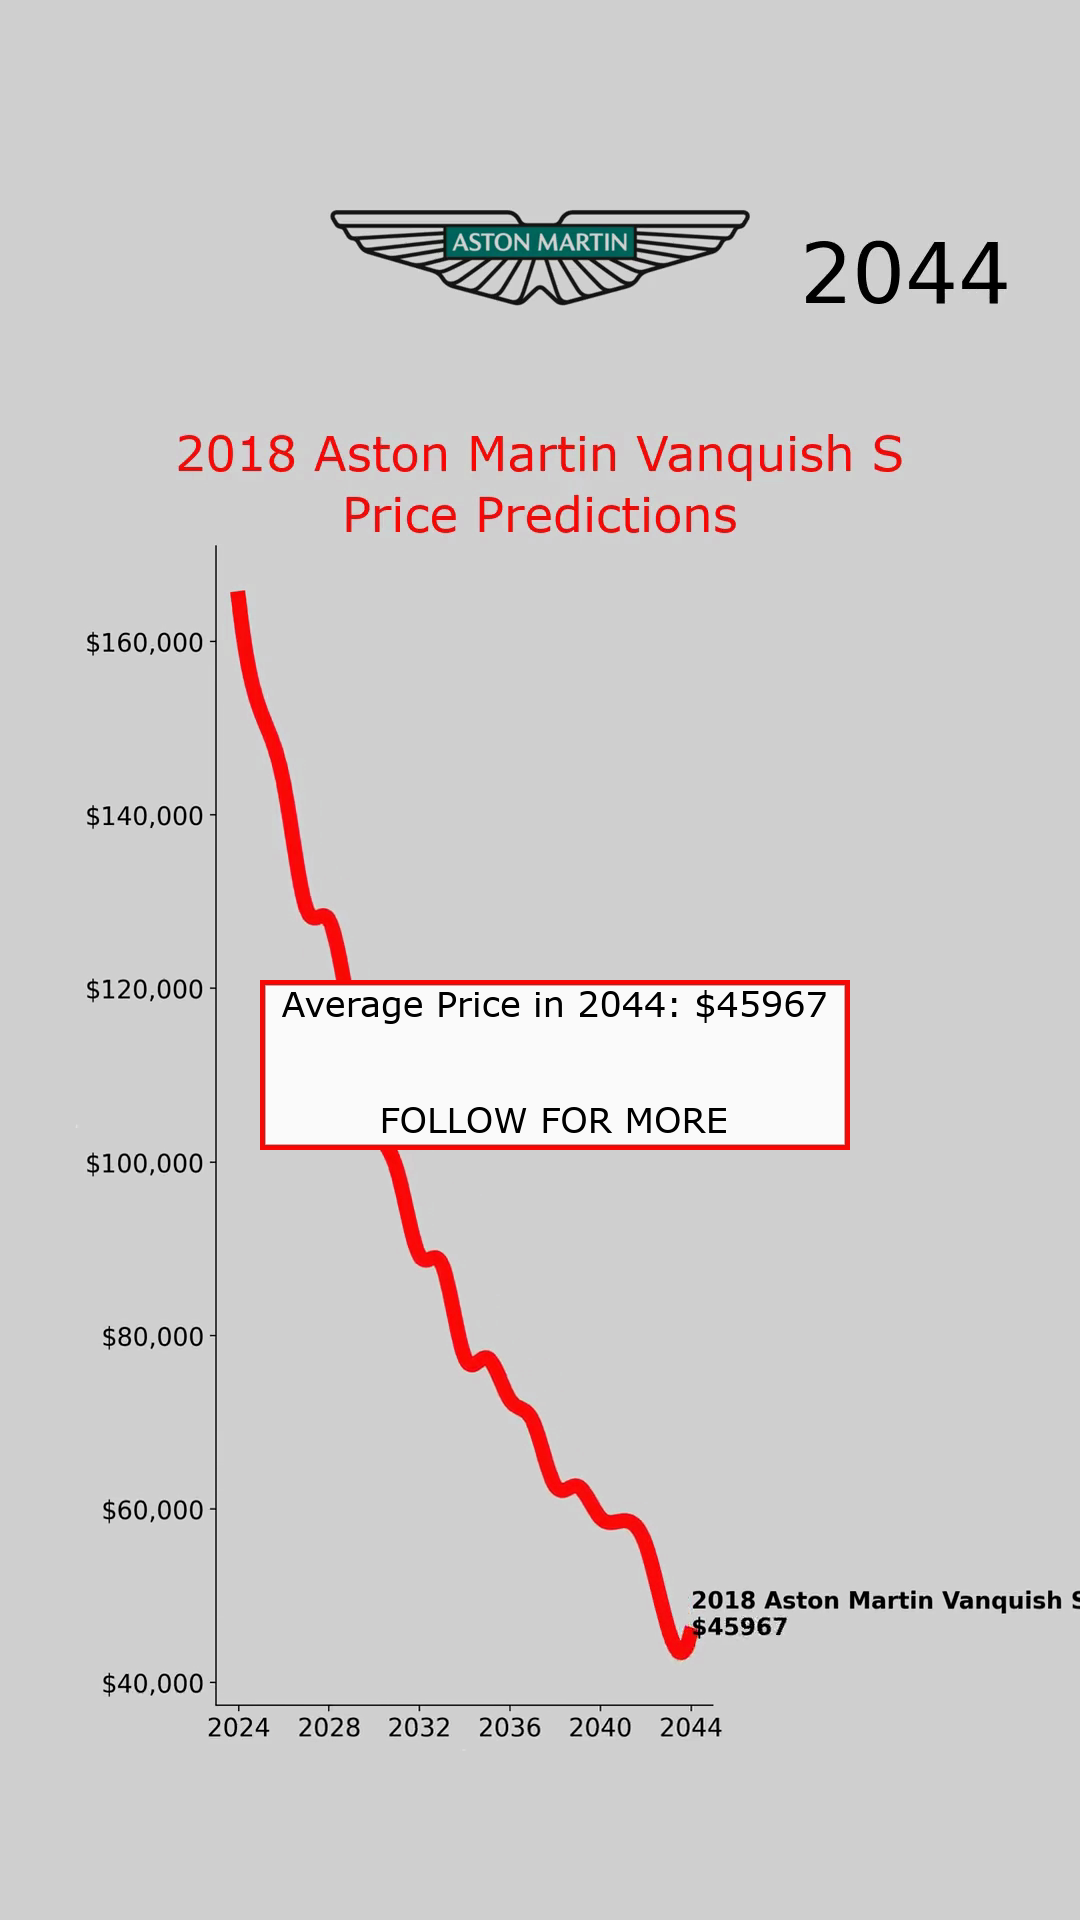 ASTON MARTIN
2044
2018 Aston Martin Vanquish S
Price Predictions
$160,000
$140,000
$120,000
Average Price in 2044: $45967
FOLLOW FOR MORE
$100,000
$80,000
$60,000
2018 Aston Martin Vanquish S
$45967
$40,000
2024 2028 2032 2036 2040 2044